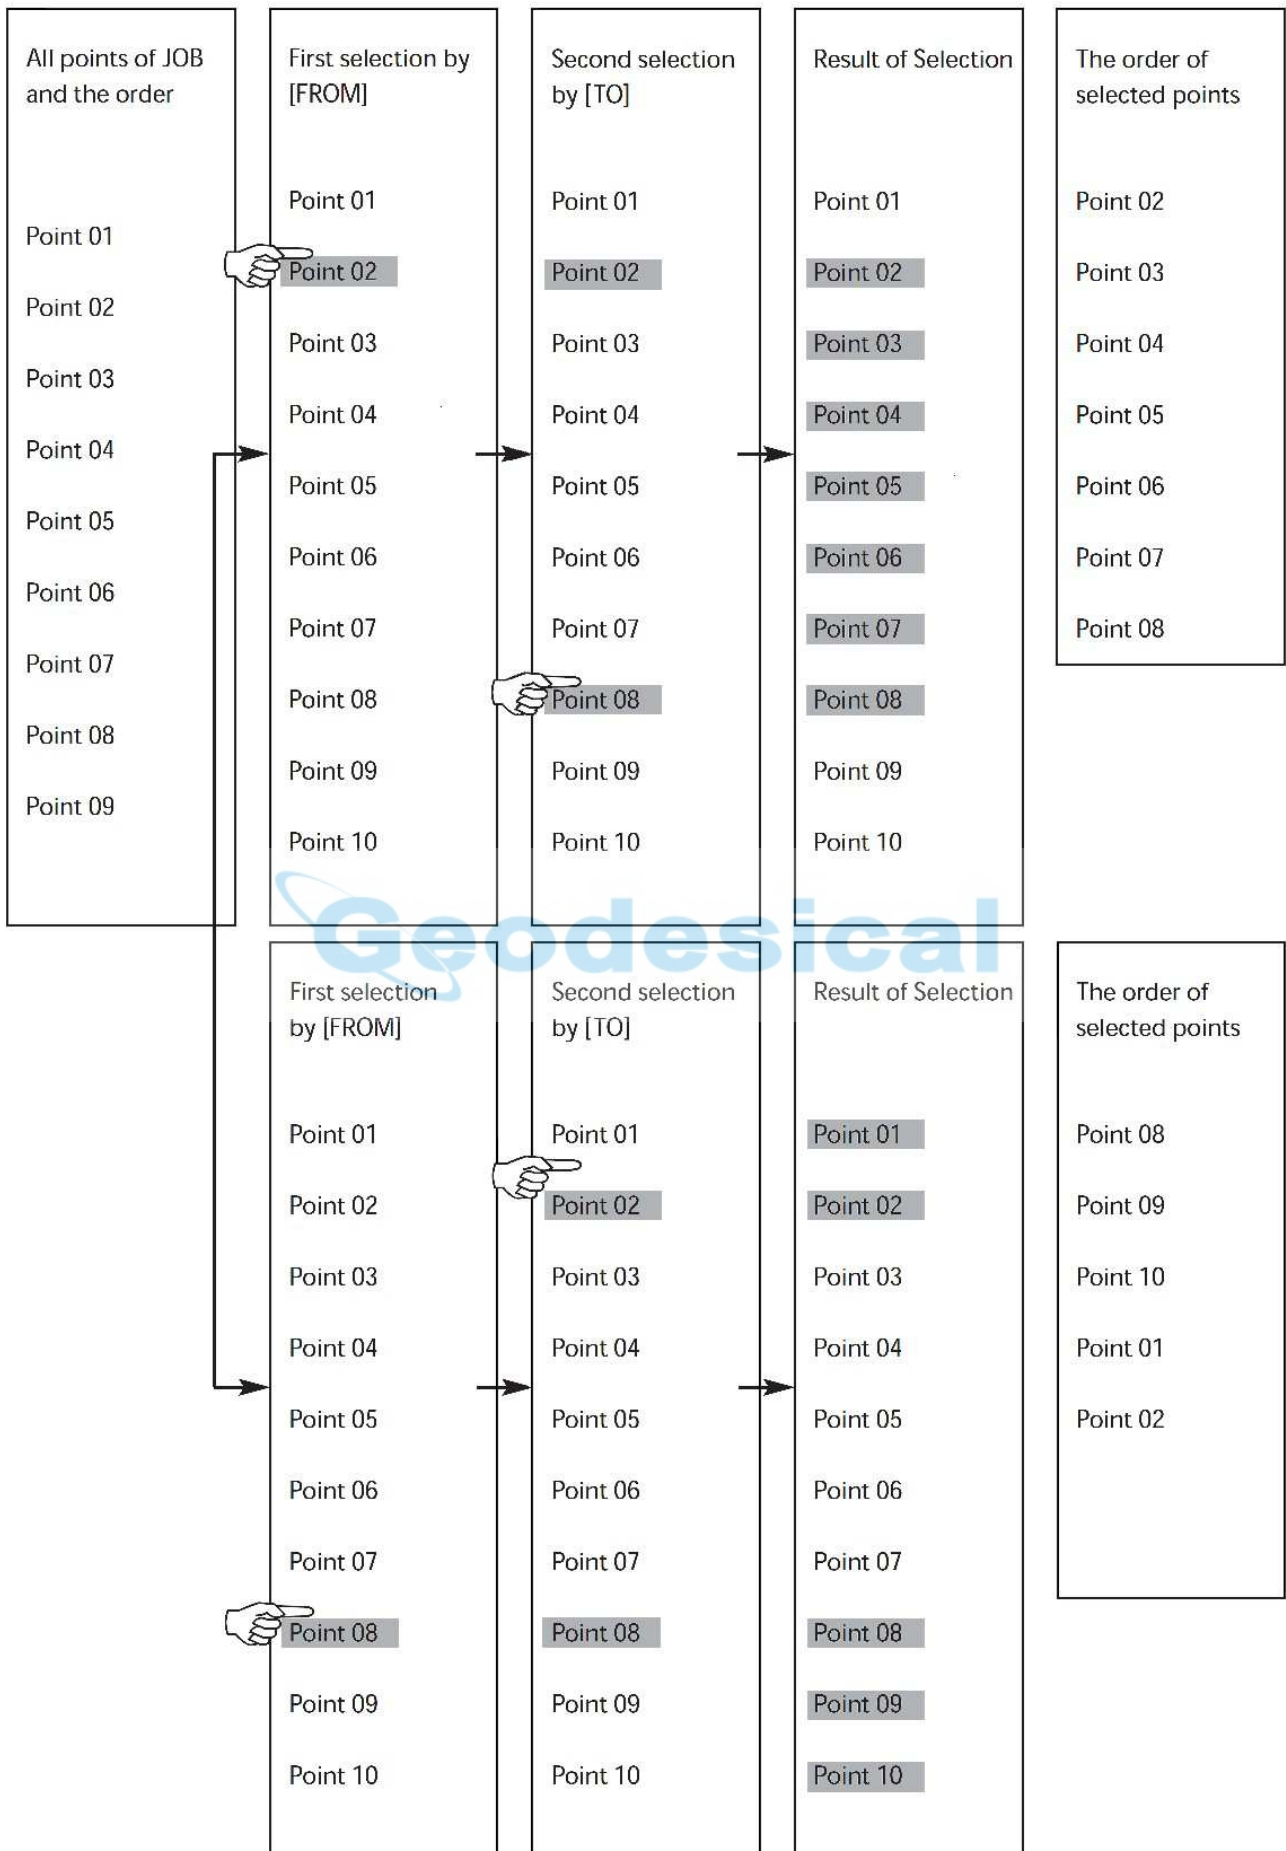 All points of JOB
and the order
Point 01
Point 02
Point 03
Point 04
Point 05
Point 06
Point 07
Point 08
Point 09
First selection by
[FROM]
Point 01
Point 02
Point 03
Point 04
Point 05
Point 06
Point 07
Point 08
Point 09
Point 10
Second selection
by [TO]
Point 01
Point 02
Point 03
Point 04
Point 05
Point 06
Point 07
Point 08
Point 09
Point 10
Result of Selection
Point 01
Point 02
Point 03
Point 04
Point 05
Point 06
Point 07
Point 08
Point 09
Point 10
The order of
selected points
Point 02
Point 03
Point 04
Point 05
Point 06
Point 07
Point 08
Geodesical
First selection
by [FROM]
Point 01
Point 02
Point 03
Point 04
Point 05
Point 06
Point 07
Point 08
Point 09
Point 10
Second selection
by [TO]
Point 01
Point 02
Point 03
Point 04
Point 05
Point 06
Point 07
Point 08
Point 09
Point 10
Result of Selection
Point 01
Point 02
Point 03
Point 04
Point 05
Point 06
Point 07
Point 08
Point 09
Point 10
The order of
selected points
Point 08
Point 09
Point 10
Point 01
Point 02